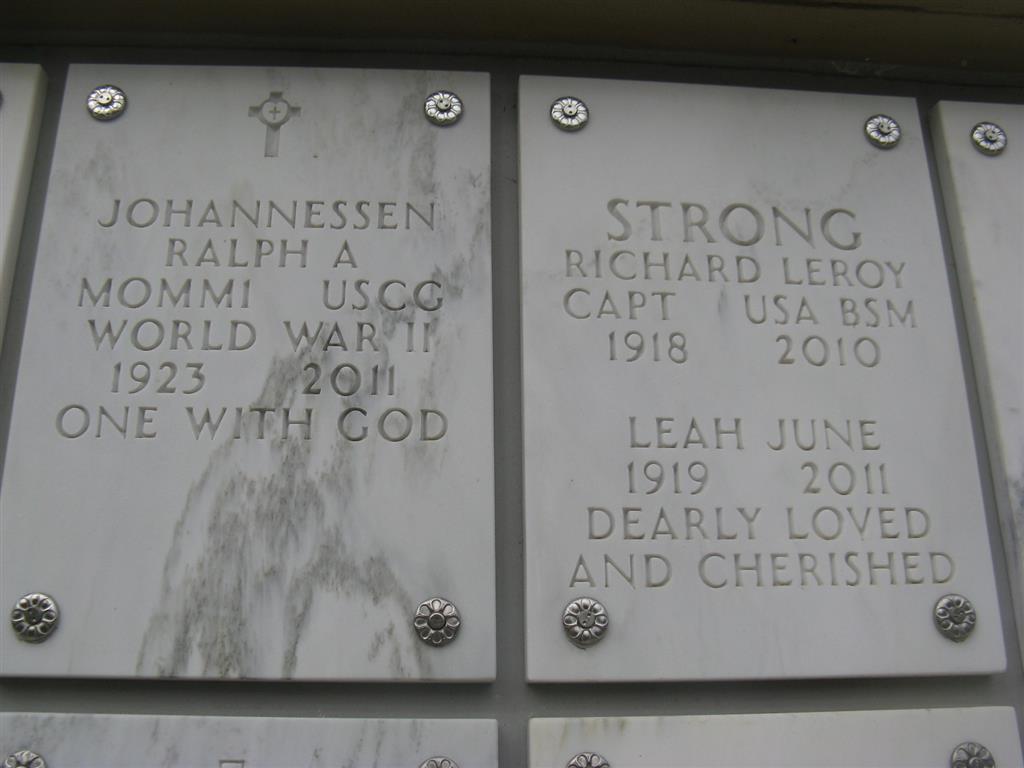 JOHANNESSEN
RALPH A
MOMM1 USCG
WORLD WAR II
1923 2011
ONE WITH GOD
STRONG
RICHARD LEROY
CAPT USA BSM
1918 2010
LEAH JUNE
1919 2011
DEARLY LOVED
AND CHERISHED